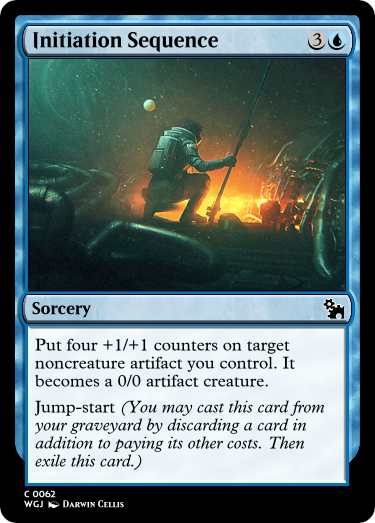 Initiation Sequence 3
Sorcery
Put four +1/+1 counters on target
noncreature artifact you control. It
becomes a 0/0 artifact creature.
Jump-start (You may cast this card from
your graveyard by discarding a card in
addition to paying its other costs. Then
exile this card.)
C 0062
WGJ DARWIN CELLIS